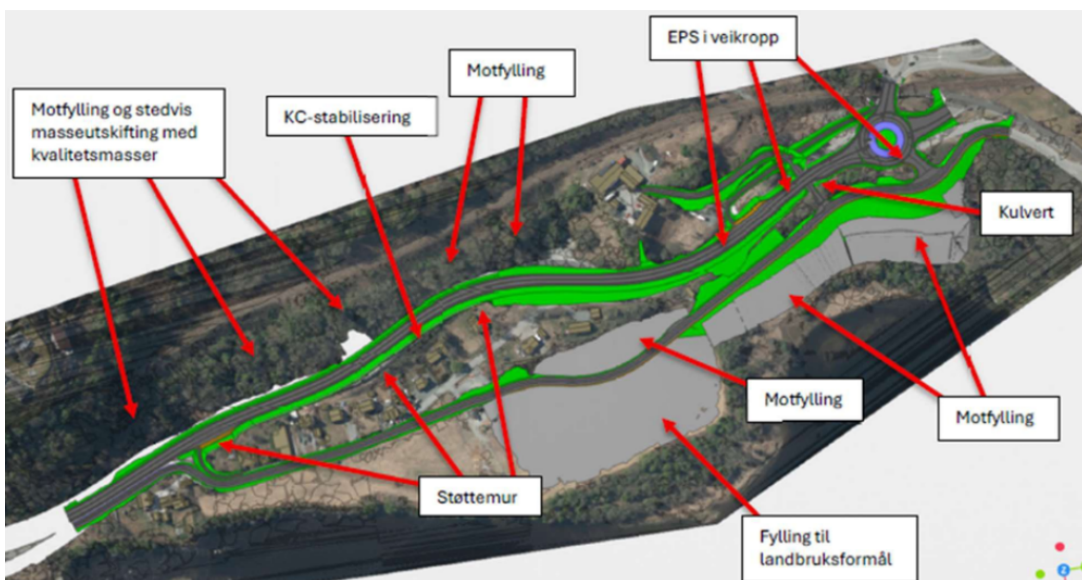 EPS i veikropp
Motfylling
Motfylling og stedvis
masseutskifting med
kvalitetsmasser
KC-stabilisering
Kulvert
Motfylling
Motfylling
Støttemur
Fylling til
landbruksformål
Z